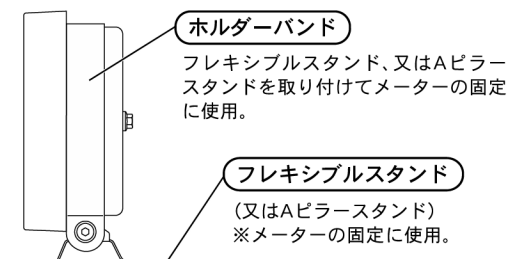 ホルダーバンド
フレキシブルスタンド、又はAピラー
スタンドを取り付けてメーターの固定
に使用。
フレキシブルスタンド
(又はAピラースタンド)
※メーターの固定に使用。